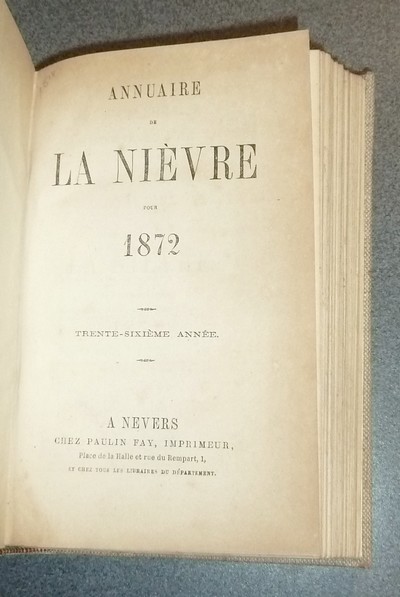 ANNUAIRE
DE
LA NIÈVRE
POUR
1872
TRENTE-SIXIÈME ANNÉE.
A NEVERS
CHEZ PAULIN FAY, IMPRIMEUR,
Place de la Halle et rue du Rempart, 1,
ET CHEZ TOUS LES LIBRAIRES DU DÉPARTEMENT.